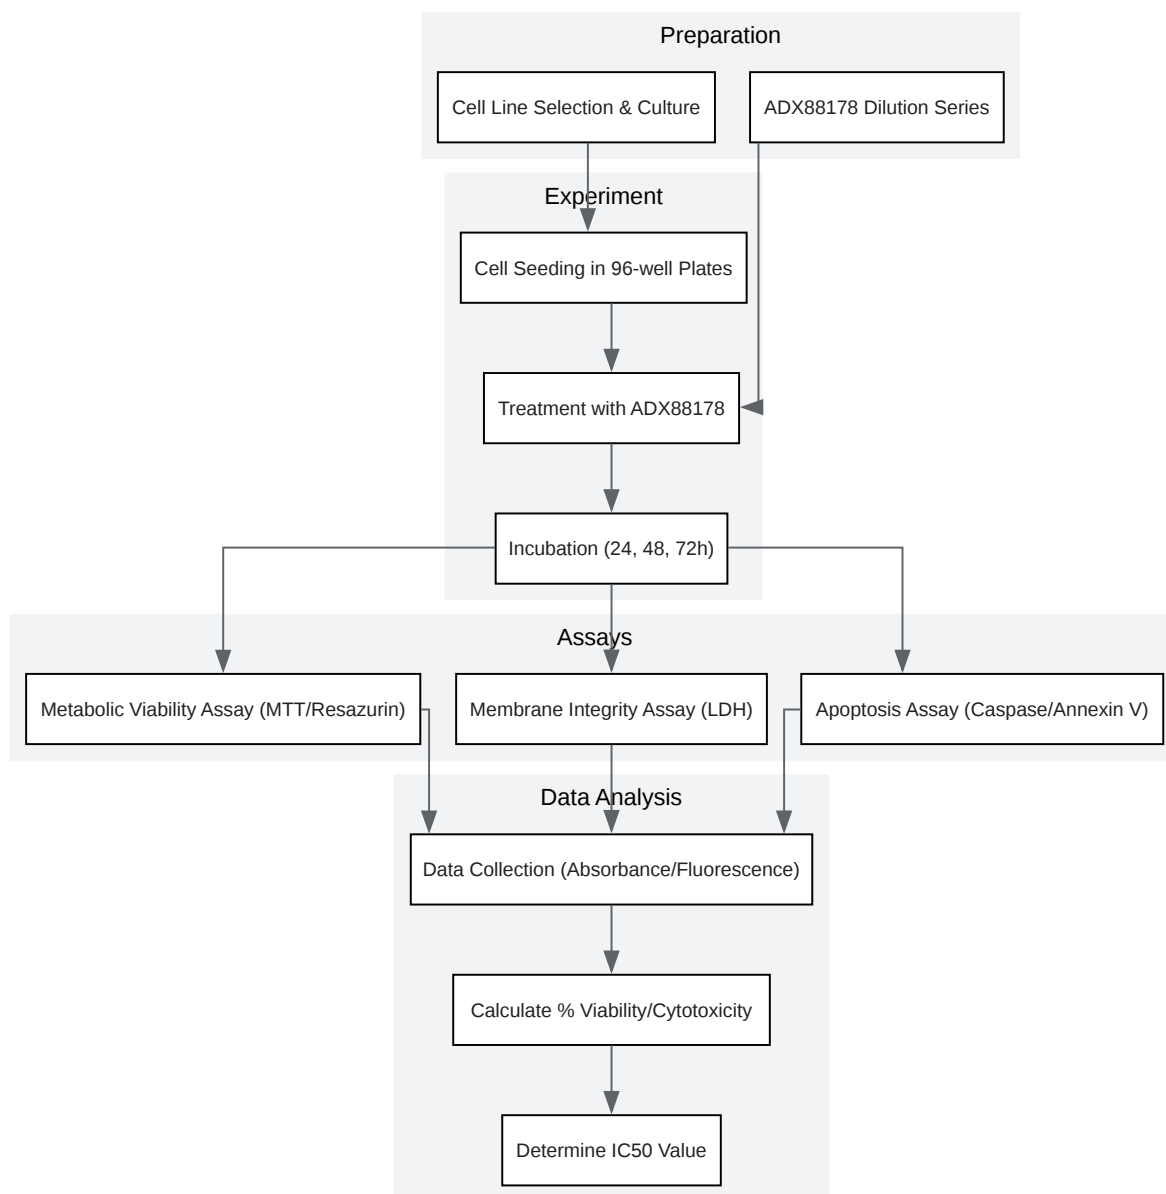 Preparation
Cell Line Selection & Culture
ADX88178 Dilution Series
Experiment
Cell Seeding in 96-well Plates
Treatment with ADX88178
Incubation (24, 48, 72h)
Assays
Metabolic Viability Assay (MTT/Resazurin)
Membrane Integrity Assay (LDH)
Apoptosis Assay (Caspase/Annexin V)
Data Analysis
Data Collection (Absorbance/Fluorescence)
Calculate % Viability/Cytotoxicity
Determine IC50 Value